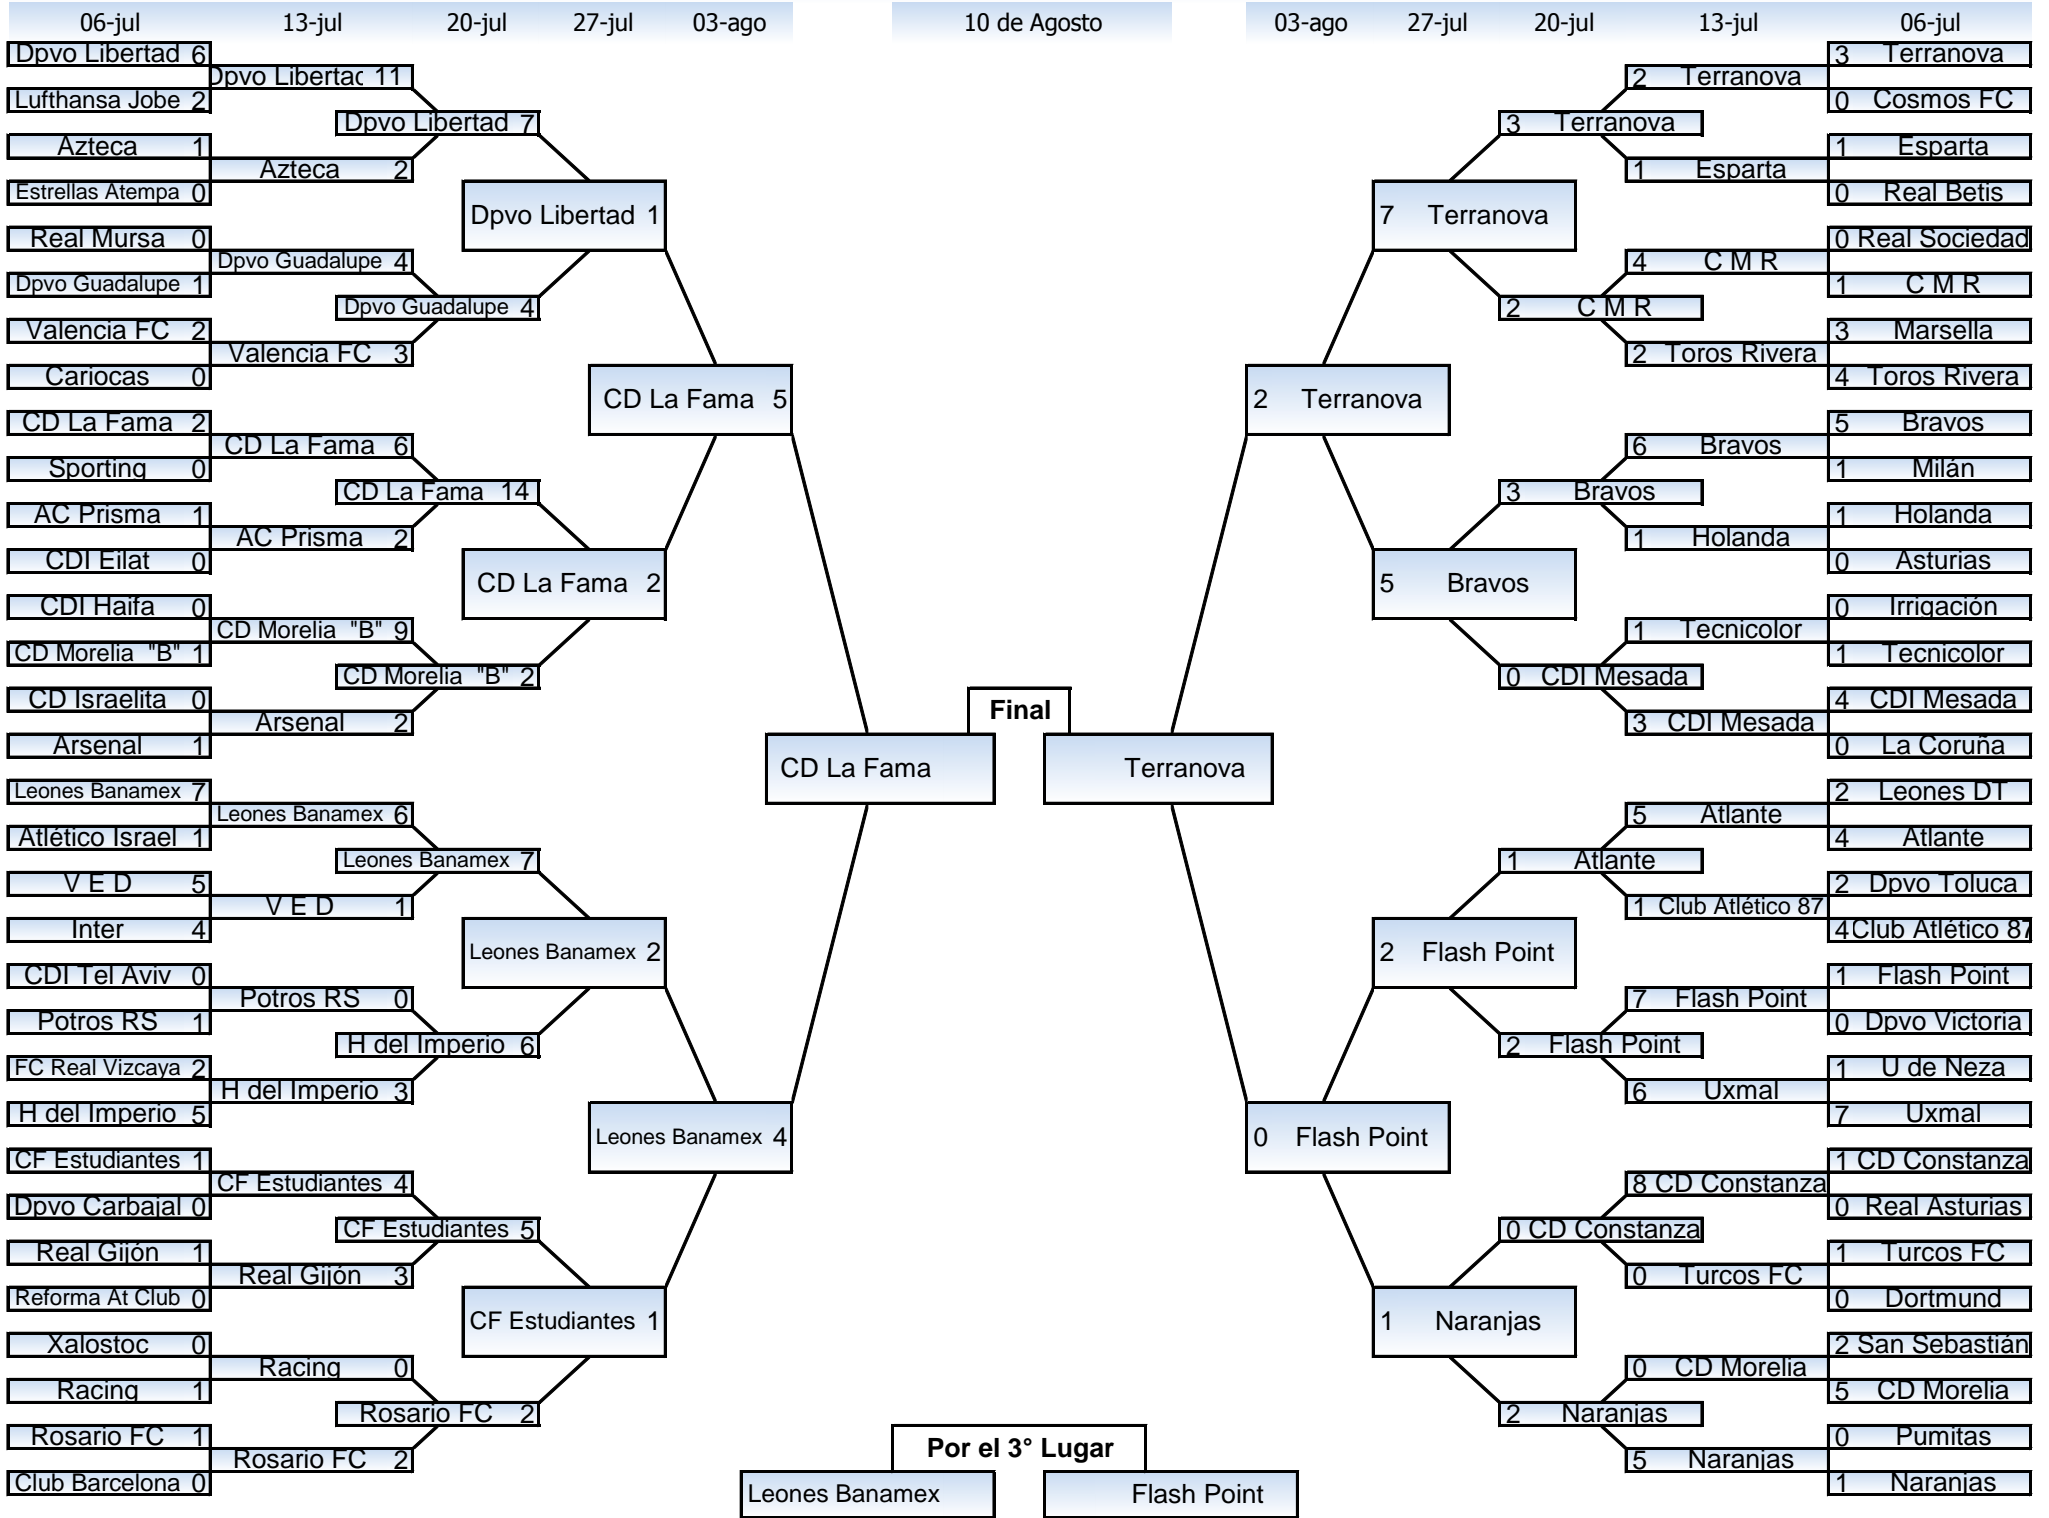 06-jul 13-jul 20-jul 27-jul 03-ago 10 de Agosto 03-ago 27-jul 20-jul 13-jul 06-jul
Dpvo Libertad 6
Lufthansa Jobe 2
Azteca 1
Estrellas Atempa 0
Real Mursa 0
Dpvo Guadalupe 1
Valencia FC 2
Cariocas 0
CD La Fama 2
Sporting 0
AC Prisma 1
CDI Eilat 0
CDI Haifa 0
CD Morelia "B" 1
CD Israelita 0
Arsenal 1
Leones Banamex 7
Atlético Israel 1
V E D 5
Inter 4
CDI Tel Aviv 0
Potros RS 1
FC Real Vizcaya 2
H del Imperio 5
CF Estudiantes 1
Dpvo Carbajal 0
Real Gijón 1
Reforma At Club 0
Xalostoc 0
Racing 1
Rosario FC 1
Club Barcelona 0
Dpvo Libertad 11
Azteca 2
Dpvo Guadalupe 4
Valencia FC 3
CD La Fama 6
AC Prisma 2
CD Morelia "B" 9
Arsenal 2
Leones Banamex 6
V E D 1
Potros RS 0
H del Imperio 3
CF Estudiantes 4
Real Gijón 3
Racing 0
Rosario FC 2
Dpvo Libertad 7
Dpvo Guadalupe 4
CD La Fama 14
CD Morelia "B" 2
Leones Banamex 7
H del Imperio 6
CF Estudiantes 5
Rosario FC 2
Dpvo Libertad 1
CD La Fama 2
Leones Banamex 2
CF Estudiantes 1
CD La Fama 5
Leones Banamex 4
Final
CD La Fama
Terranova
Por el 3° Lugar
Leones Banamex
Flash Point
2 Terranova
0 Flash Point
7 Terranova
5 Bravos
2 Flash Point
1 Naranjas
3 Terranova
2 C M R
3 Bravos
0 CDI Mesada
1 Atlante
2 Flash Point
0 CD Constanza
2 Naranjas
2 Terranova
1 Esparta
4 C M R
2 Toros Rivera
6 Bravos
1 Holanda
1 Tecnicolor
3 CDI Mesada
5 Atlante
1 Club Atlético 87
7 Flash Point
6 Uxmal
8 CD Constanza
0 Turcos FC
0 CD Morelia
5 Naranjas
3 Terranova
0 Cosmos FC
1 Esparta
0 Real Betis
0 Real Sociedad
1 C M R
3 Marsella
4 Toros Rivera
5 Bravos
1 Milán
1 Holanda
0 Asturias
0 Irrigación
1 Tecnicolor
4 CDI Mesada
0 La Coruña
2 Leones DT
4 Atlante
2 Dpvo Toluca
4 Club Atlético 87
1 Flash Point
0 Dpvo Victoria
1 U de Neza
7 Uxmal
1 CD Constanza
0 Real Asturias
1 Turcos FC
0 Dortmund
2 San Sebastián
5 CD Morelia
0 Pumitas
1 Naranjas